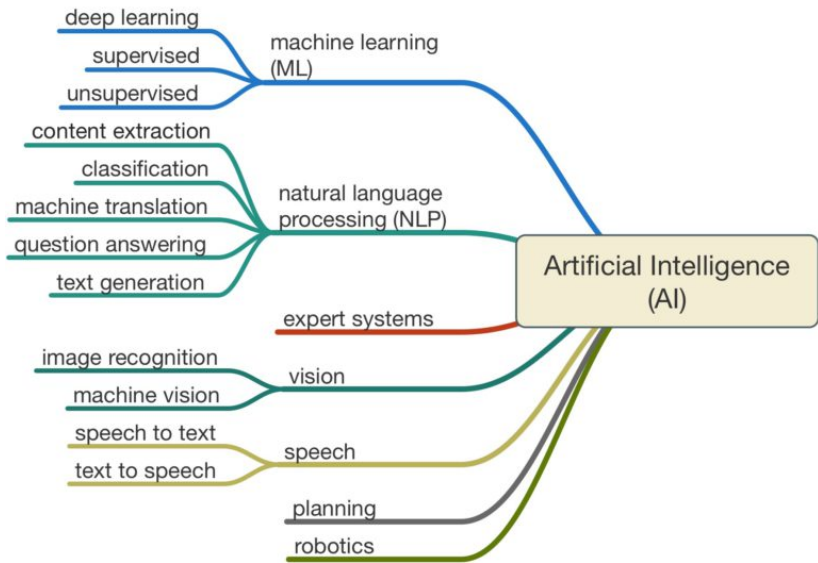 deep learning
supervised
unsupervised
machine learning
(ML)
content extraction
classification
machine translation
question answering
text generation
natural language
processing (NLP)
Artificial Intelligence
(AI)
expert systems
image recognition
machine vision
vision
speech to text
text to speech
speech
planning
robotics